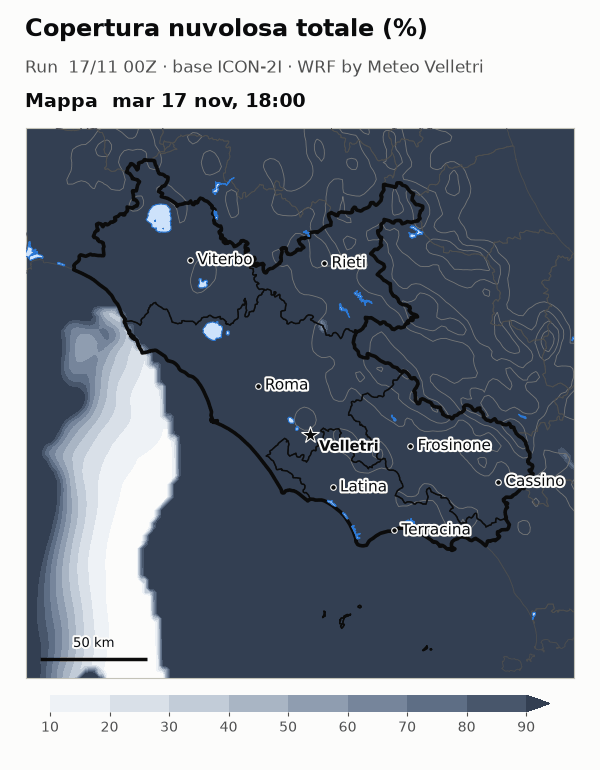 Copertura nuvolosa totale (%)
Run  17/11 00Z · base ICON-2I · WRF by Meteo Velletri
Mappa  mar 17 nov, 18:00
Viterbo
Rieti
Roma
Velletri
Frosinone
Latina
Cassino
Terracina
50 km
10 20 30 40 50 60 70 80 90